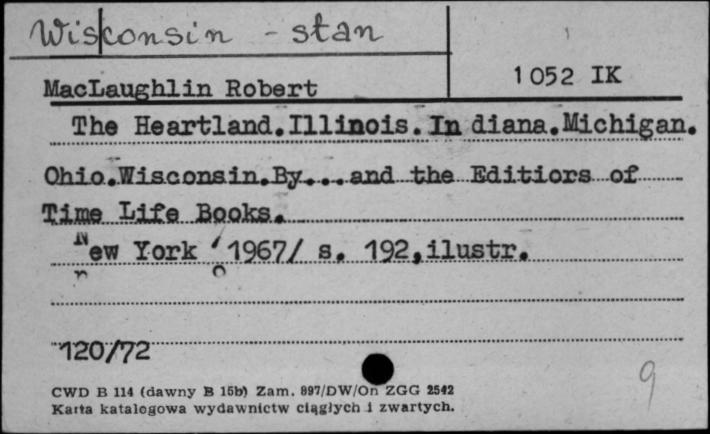 Wisconsin - stan
1052 IK
MacLaughlin Robert
The Heartland.Illinois.In diana.Michigan.
Ohio.Wisconsin.By...and the Editiors of
Time Life Books.
New York /1967/ s. 192,ilustr.
120/72
9
CWD B 114 (dawny B 15b) Zam. 897/DW/On ZGG 2542
Karta katalogowa wydawnictw ciągłych i zwartych.